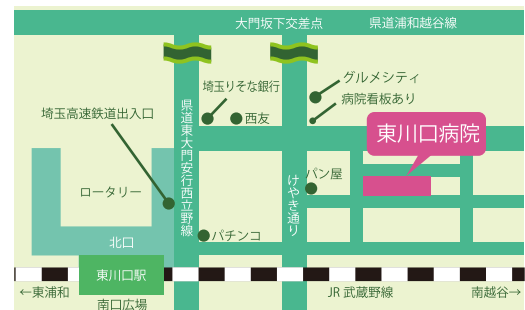 大門坂下交差点
県道浦和越谷線
グルメシティ
埼玉りそな銀行
病院看板あり
埼玉高速鉄道出入口
西友
東川口病院
県道東大門安行西立野線
けやき通り
パン屋
ロータリー
パチンコ
北口
東川口駅
←東浦和
JR 武蔵野線
南越谷→
南口広場